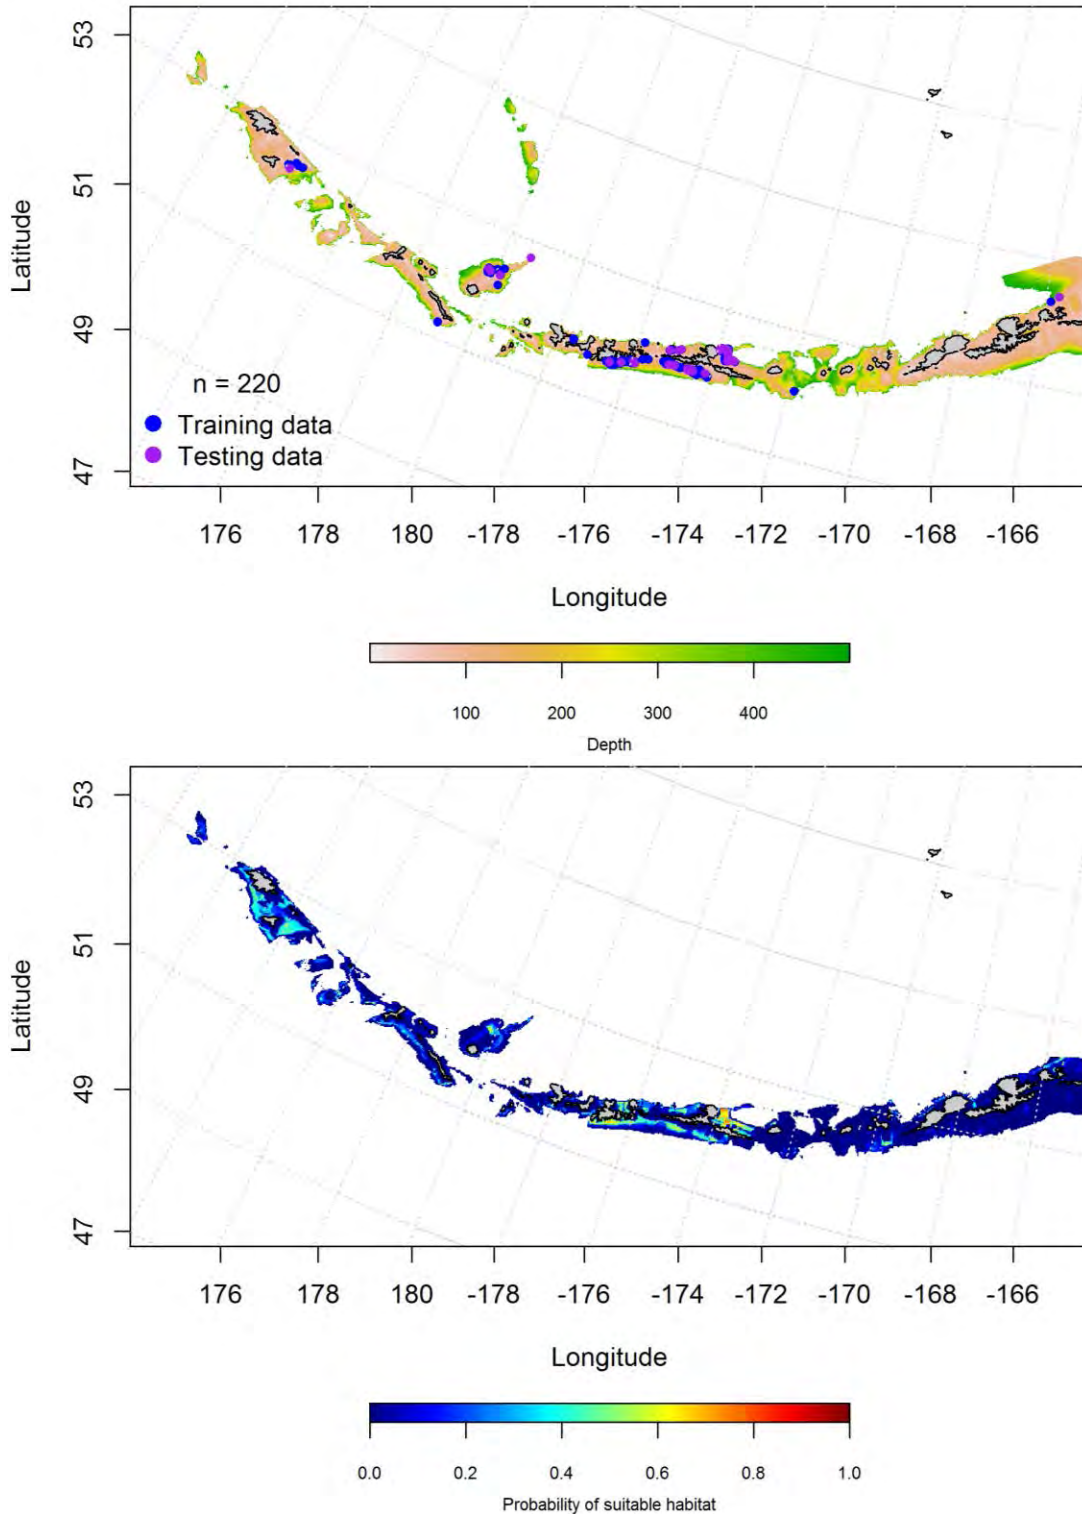 53
51
49
47
Latitude
n = 220
Training data
Testing data
176 178 180 -178 -176 -174 -172 -170 -168 -166
Longitude
100 200 300 400
Depth
53
51
49
47
Latitude
176 178 180 -178 -176 -174 -172 -170 -168 -166
Longitude
0.0 0.2 0.4 0.6 0.8 1.0
Probability of suitable habitat